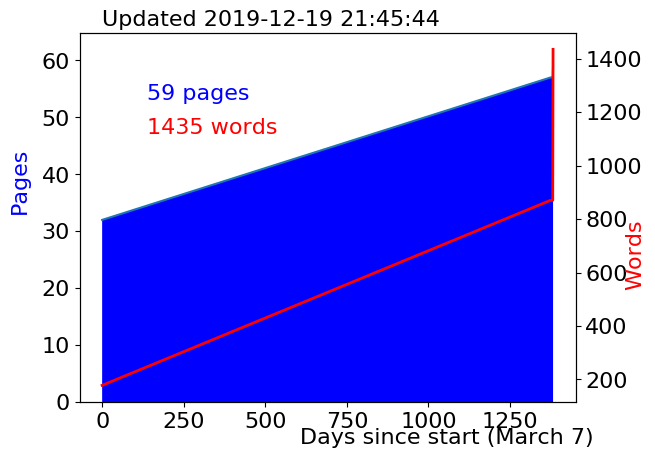 Updated 2019-12-19 21:45:44
59 pages
1435 words
Pages
60
50
40
30
20
10
0
Words
1400
1200
1000
800
600
400
200
0 250 500 750 1000 1250
Days since start (March 7)